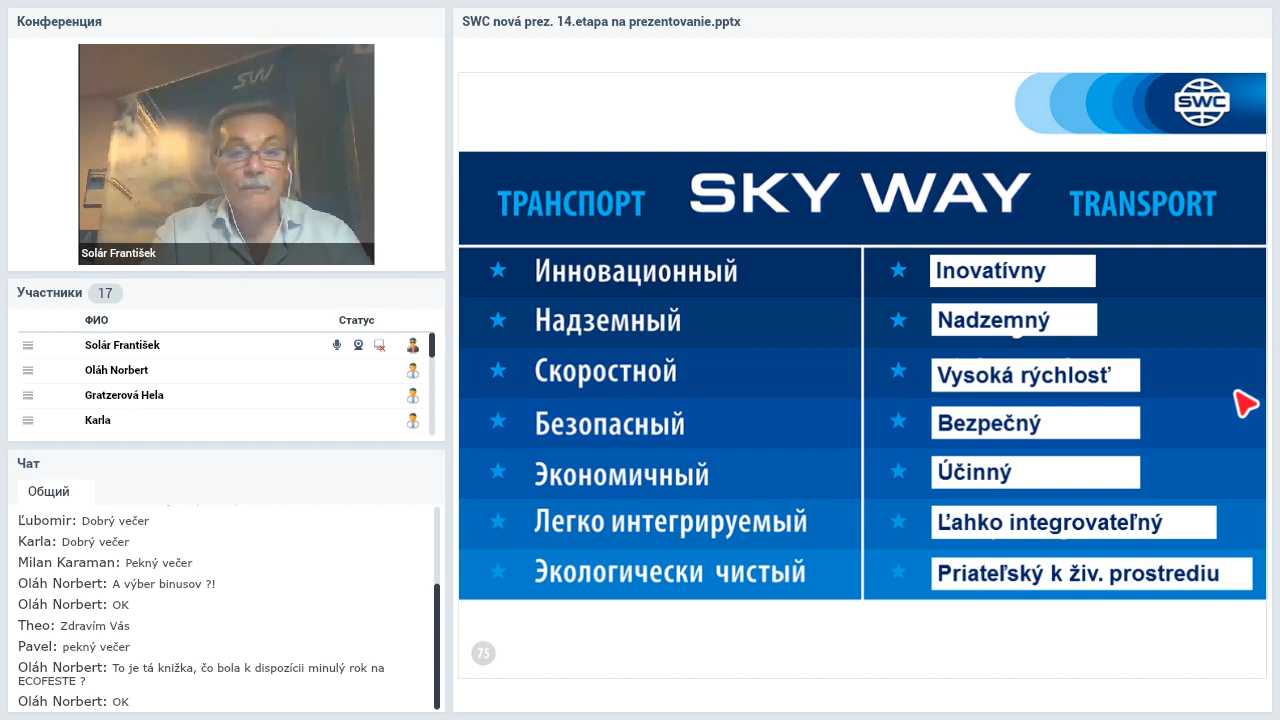 Конференция
SW
Solár František
Участники 17
ФИО Статус
Solár František
Oláh Norbert
Gratzerová Hela
Karla
Чат
Общий
Ľubomir: Dobrý večer
Karla: Dobrý večer
Milan Karaman: Pekný večer
Oláh Norbert: A výber binusov ?!
Oláh Norbert: OK
Theo: Zdravím Vás
Pavel: pekný večer
Oláh Norbert: To je tá knižka, čo bola k dispozícii minulý rok na
ECOFESTE ?
Oláh Norbert: OK
SWC nová prez. 14.etapa na prezentovanie.pptx
SWC
ТРАНСПОРТ SKY WAY TRANSPORT
Инновационный
Inovatívny
Надземный
Nadzemný
Скоростной
Vysoká rýchlosť
Безопасный
Bezpečný
Экономичный
Účinný
Легко интегрируемый
Ľahko integrovateľný
Экологически чистый
Priateľský k živ. prostrediu
75